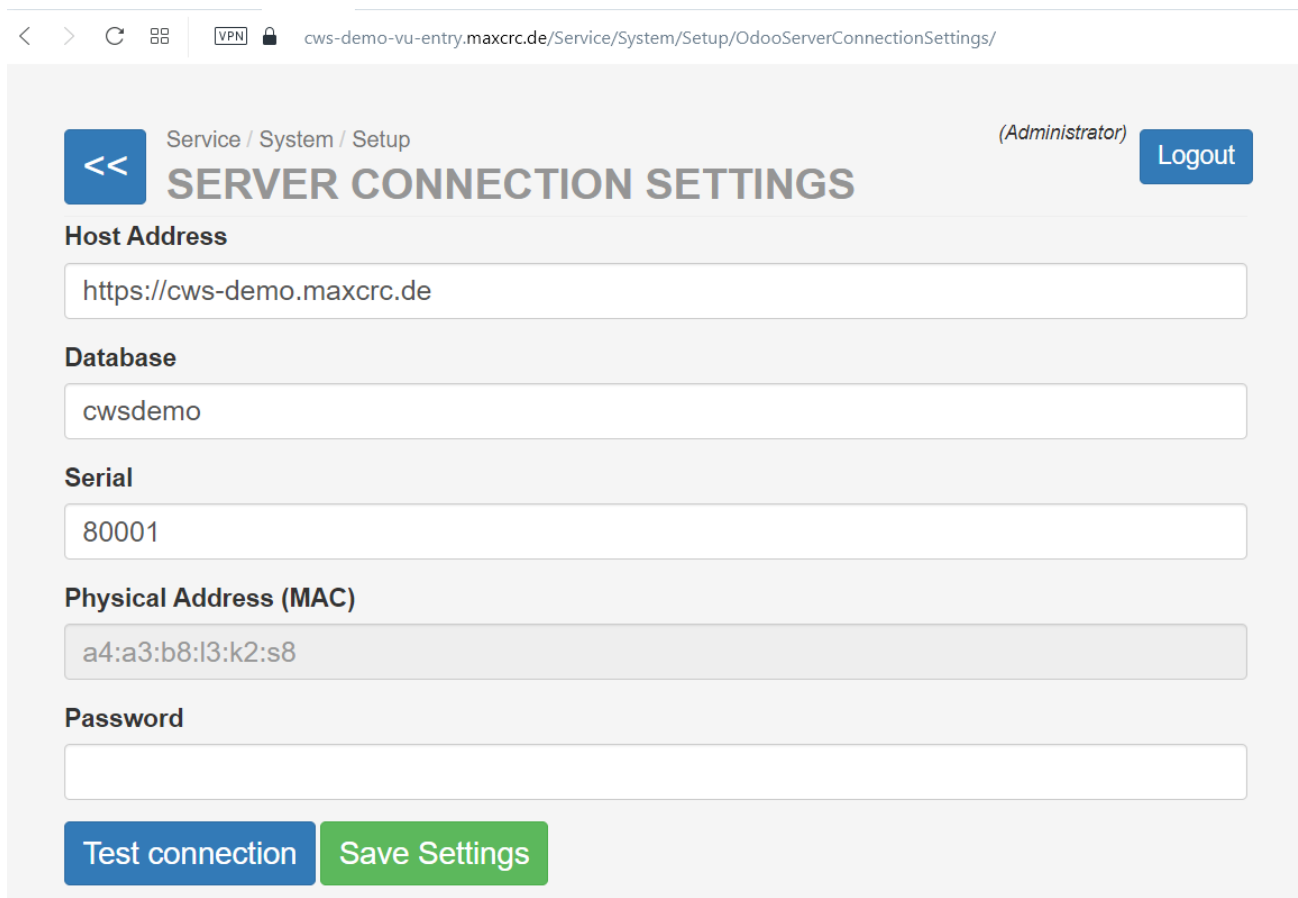 VPN cws-demo-vu-entry.maxcrc.de/Service/System/Setup/OdooServerConnectionSettings/
<< Service / System / Setup (Administrator) Logout
SERVER CONNECTION SETTINGS
Host Address
https://cws-demo.maxcrc.de
Database
cwsdemo
Serial
80001
Physical Address (MAC)
a4:a3:b8:l3:k2:s8
Password
Test connection Save Settings